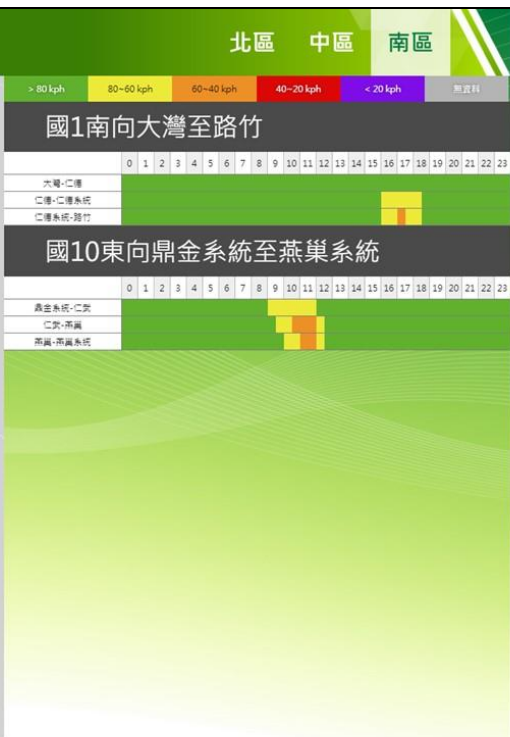 北區 中區 南區
> 80 kph 80~60 kph 60~40 kph 40~20 kph < 20 kph 無資料
國1南向大灣至路竹
0 1 2 3 4 5 6 7 8 9 10 11 12 13 14 15 16 17 18 19 20 21 22 23
大灣-仁德
仁德-仁德系統
仁德系統-路竹
國10東向鼎金系統至燕巢系統
0 1 2 3 4 5 6 7 8 9 10 11 12 13 14 15 16 17 18 19 20 21 22 23
鼎金系統-仁武
仁武-燕巢
燕巢-燕巢系統